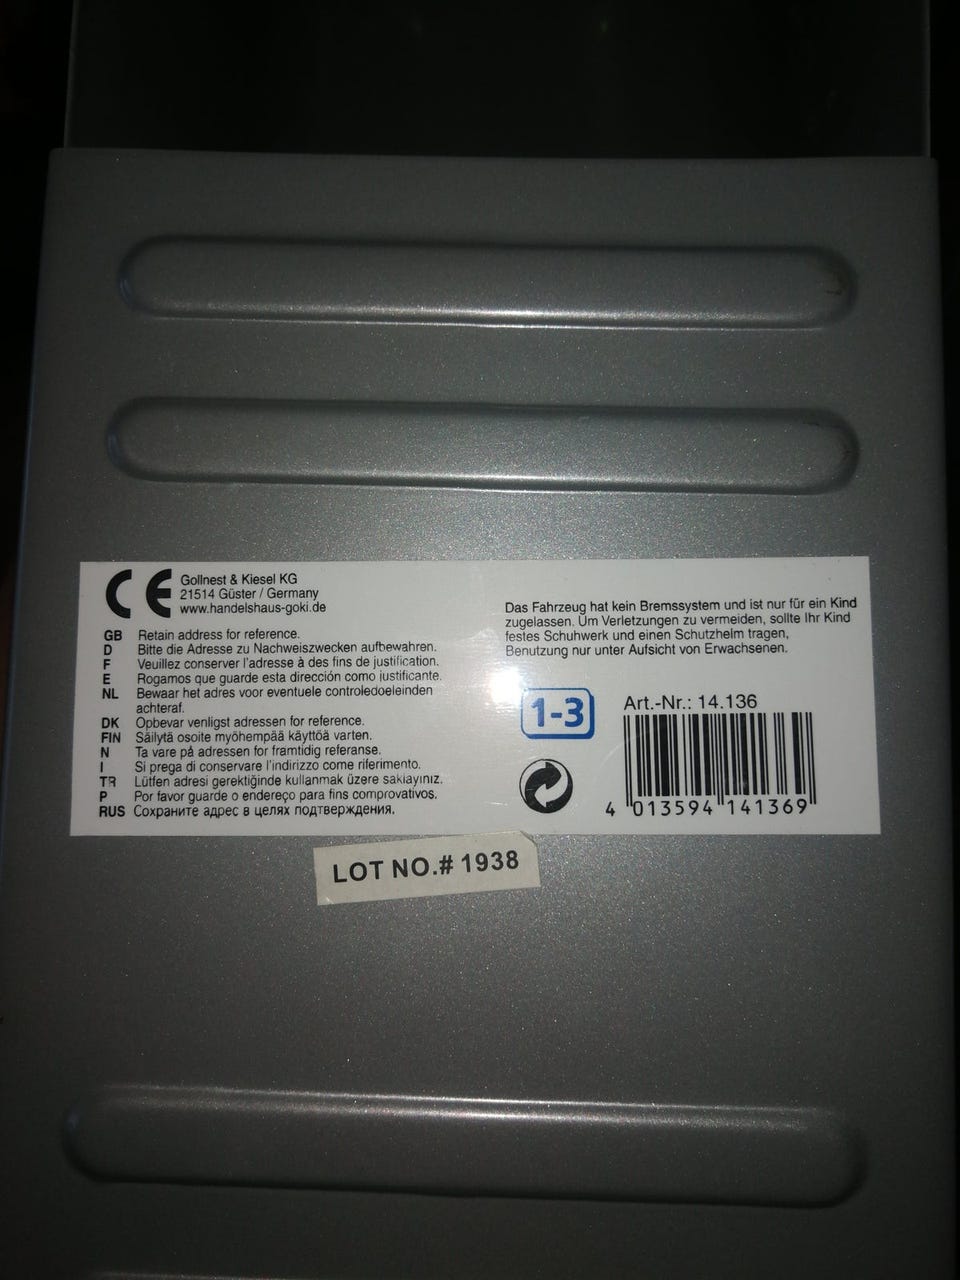 CE
Gollnest & Kiesel KG
21514 Güster / Germany
www.handelshaus-goki.de
GB Retain address for reference.
D Bitte die Adresse zu Nachweiszwecken aufbewahren.
F Veuillez conserver l'adresse à des fins de justification.
E Rogamos que guarde esta dirección como justificante.
NL Bewaar het adres voor eventuele controledoeleinden
achteraf.
DK Opbevar venligst adressen for reference.
FIN Säilytä osoite myöhempää käyttöä varten.
N Ta vare på adressen for framtidig referanse.
I Si prega di conservare l'indirizzo come riferimento.
TR Lütfen adresi gerektiğinde kullanmak üzere saklayınız.
P Por favor guarde o endereço para fins comprovativos.
RUS Сохраните адрес в целях подтверждения.
Das Fahrzeug hat kein Bremssystem und ist nur für ein Kind
zugelassen. Um Verletzungen zu vermeiden, sollte Ihr Kind
festes Schuhwerk und einen Schutzhelm tragen,
Benutzung nur unter Aufsicht von Erwachsenen.
1-3
Art.-Nr.: 14.136
4 013594 141369
LOT NO.# 1938